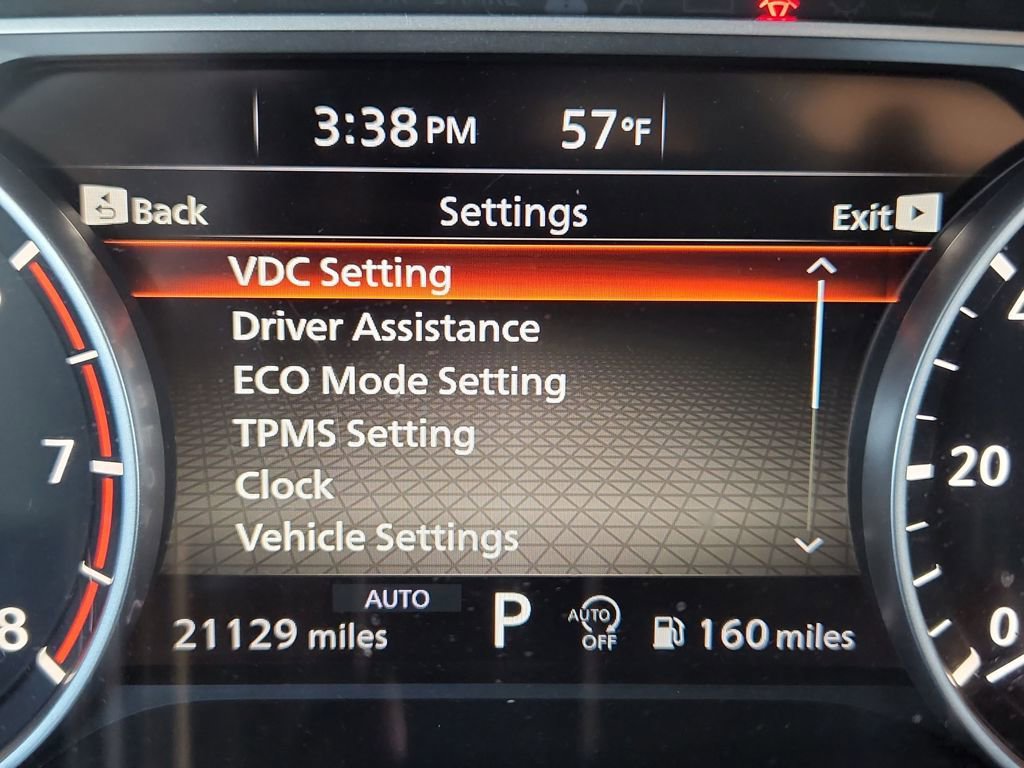 3:38 PM 57°F
Back Settings Exit
VDC Setting
Driver Assistance
ECO Mode Setting
TPMS Setting
Clock
Vehicle Settings
7
20
8
AUTO
21129 miles P AUTO OFF 160 miles
0